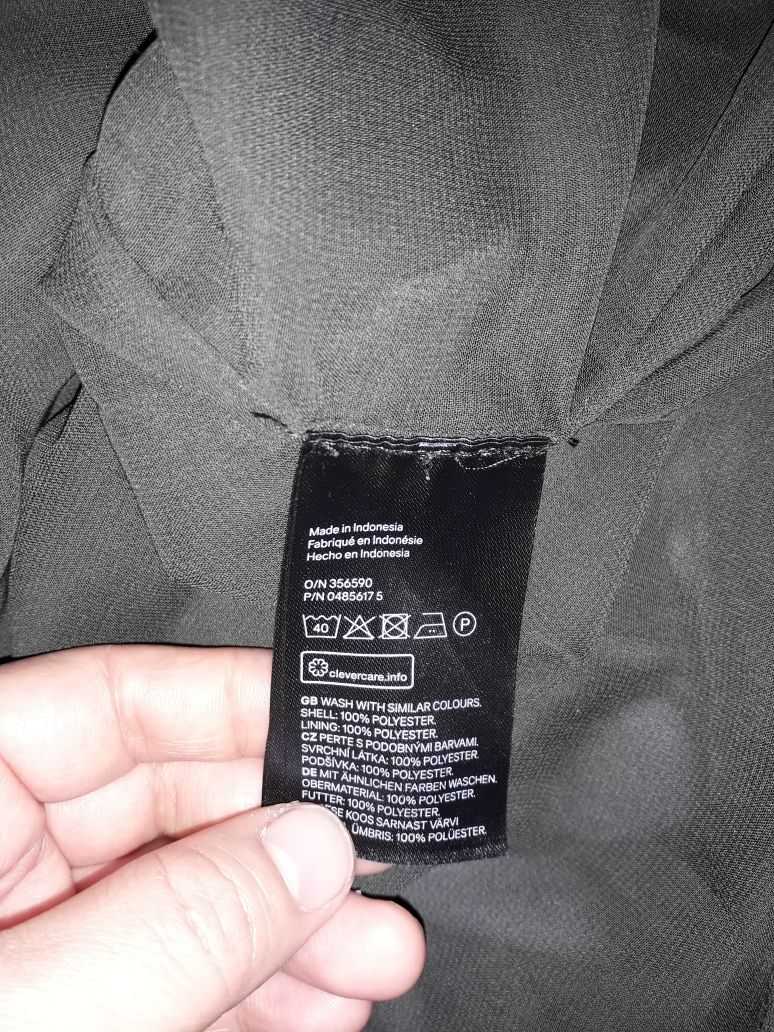 Made in Indonesia
Fabriqué en Indonésie
Hecho en Indonesia
O/N 356590
P/N 0485617 5
40 P
clevercare.info
GB WASH WITH SIMILAR COLOURS.
SHELL: 100% POLYESTER.
LINING: 100% POLYESTER.
CZ PERTE S PODOBNÝMI BARVAMI.
SVRCHNÍ LÁTKA: 100% POLYESTER.
PODŠÍVKA: 100% POLYESTER.
DE MIT ÄHNLICHEN FARBEN WASCHEN.
OBERMATERIAL: 100% POLYESTER.
FUTTER: 100% POLYESTER.
KOOS SARNAST VÄRVI
ÜMBRIS: 100% POLÜESTER.